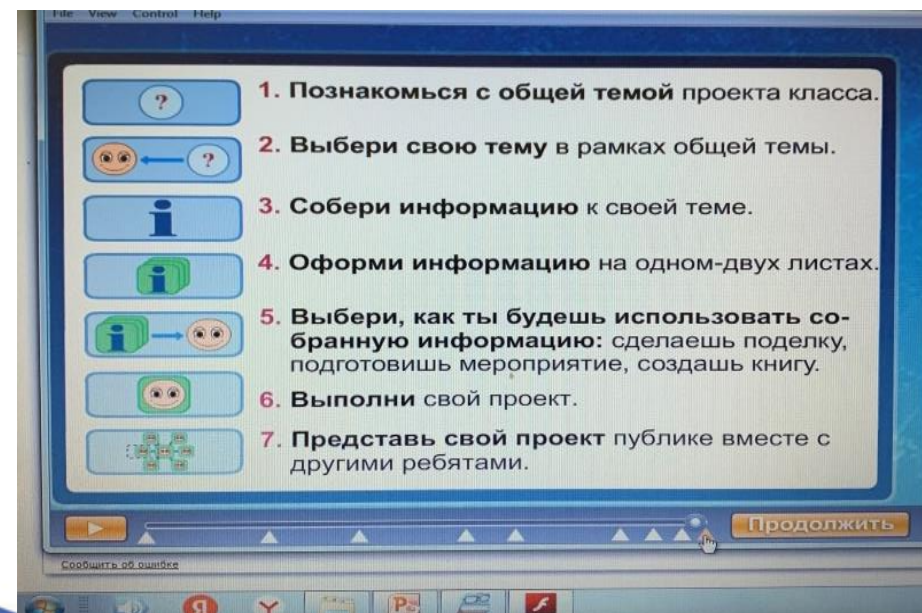 File View Control Help
?
1. Познакомься с общей темой проекта класса.
?
2. Выбери свою тему в рамках общей темы.
i
3. Собери информацию к своей теме.
i
4. Оформи информацию на одном-двух листах.
i
5. Выбери, как ты будешь использовать со-
бранную информацию: сделаешь поделку,
подготовишь мероприятие, создашь книгу.
6. Выполни свой проект.
7. Представь свой проект публике вместе с
другими ребятами.
Продолжить
Сообщить об ошибке
Я
Y
P